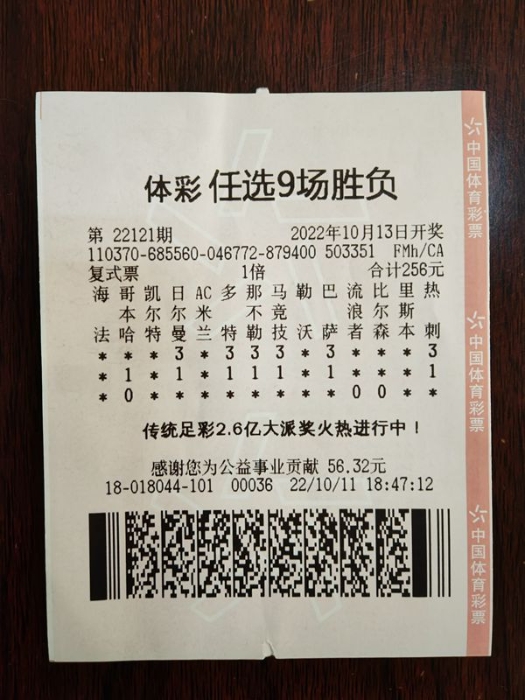 体彩 任选9场胜负
第 22121期 2022年10月13日开奖
110370-685560-046772-879400 503351 FMh/CA
复式票 1倍 合计256元
海 哥 凯 日 AC 多 那 马 勒 巴 流 比 里 热
本 尔 尔 米 不 竞 浪 尔 斯
法 哈 特 曼 兰 特 勒 技 沃 萨 者 森 本 刺
* * * 3 * 3 3 3 * 3 * * * 3
* 1 * 1 * 1 1 1 * 1 * * * 1
* 0 * * * * * * * * 0 0 * *
传统足彩2.6亿大派奖火热进行中！
感谢您为公益事业贡献 56.32元
18-018044-101 00036 22/10/11 18:47:12
中国体育彩票
中国体育彩票
中国体育彩票